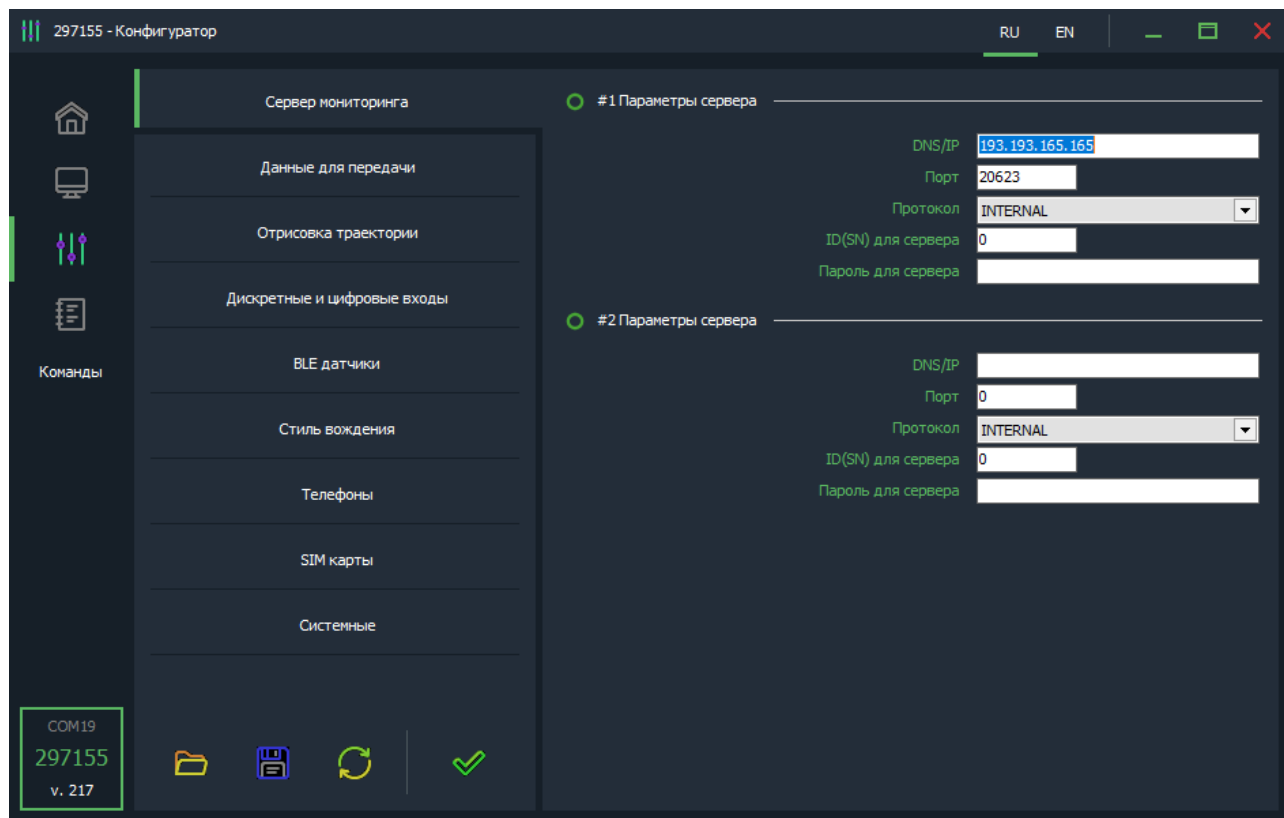 297155 - Конфигуратор
RU
EN
Команды
COM19
297155
v. 217
Сервер мониторинга
Данные для передачи
Отрисовка траектории
Дискретные и цифровые входы
BLE датчики
Стиль вождения
Телефоны
SIM карты
Системные
#1 Параметры сервера
DNS/IP 193.193.165.165
Порт 20623
Протокол INTERNAL
ID(SN) для сервера 0
Пароль для сервера
#2 Параметры сервера
DNS/IP
Порт 0
Протокол INTERNAL
ID(SN) для сервера 0
Пароль для сервера